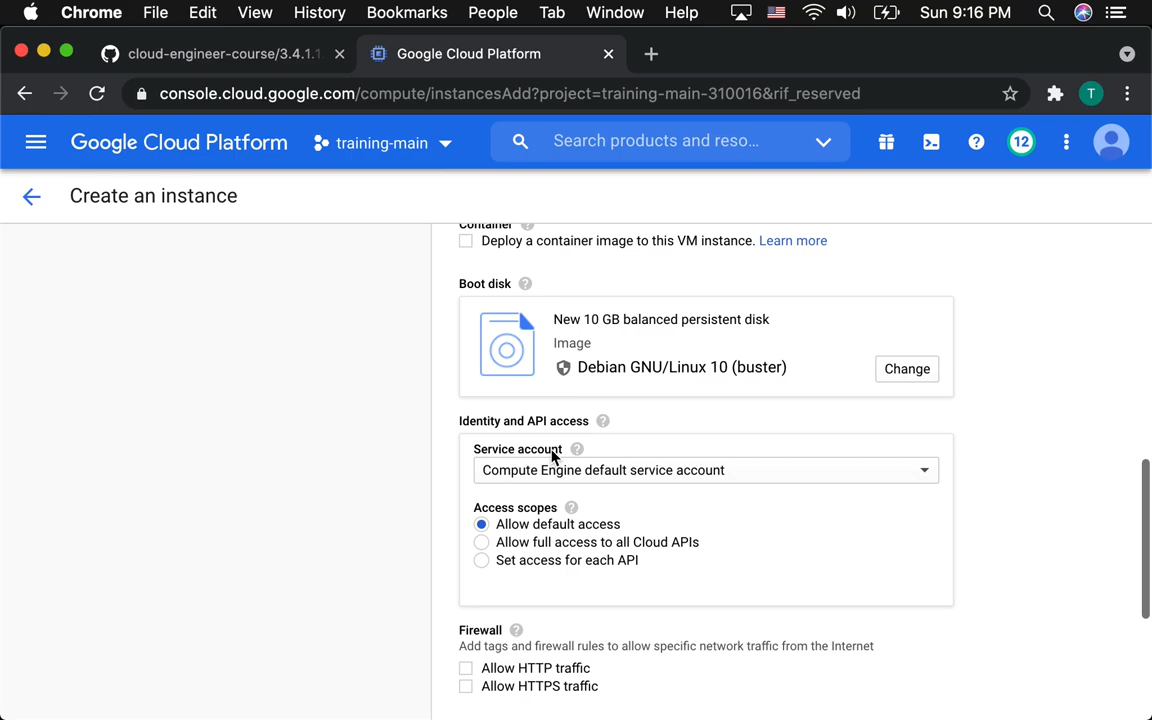 Chrome File Edit View History Bookmarks People Tab Window Help Sun 9:16 PM
cloud-engineer-course/3.4.1.1 Google Cloud Platform
console.cloud.google.com/compute/instancesAdd?project=training-main-310016&rif_reserved T
Google Cloud Platform training-main Search products and reso... 12
Create an instance
Container
Deploy a container image to this VM instance. Learn more
Boot disk
New 10 GB balanced persistent disk
Image
Debian GNU/Linux 10 (buster)
Change
Identity and API access
Service account
Compute Engine default service account
Access scopes
Allow default access
Allow full access to all Cloud APIs
Set access for each API
Firewall
Add tags and firewall rules to allow specific network traffic from the Internet
Allow HTTP traffic
Allow HTTPS traffic